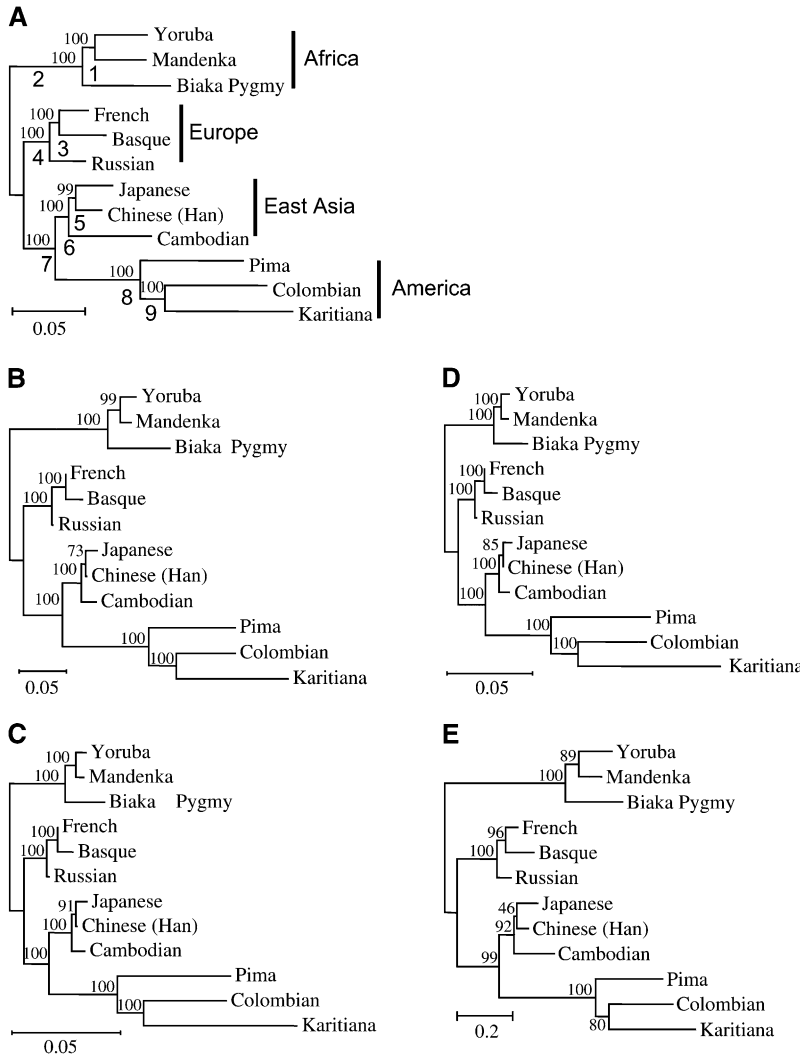 A
100
Yoruba
100
Mandenka
Africa
2
1
Biaka Pygmy
100
French
100
Basque
Europe
4
3
Russian
99
Japanese
100
Chinese (Han)
East Asia
5
100
6
Cambodian
7
100
Pima
8
100
Colombian
America
9
Karitiana
0.05
B
99
Yoruba
100
Mandenka
Biaka Pygmy
100
French
100
Basque
Russian
73
Japanese
100
Chinese (Han)
100
Cambodian
100
Pima
100
Colombian
Karitiana
0.05
D
100
Yoruba
100
Mandenka
Biaka Pygmy
100
French
100
Basque
Russian
85
Japanese
100
Chinese (Han)
100
Cambodian
100
Pima
100
Colombian
Karitiana
0.05
C
100
Yoruba
100
Mandenka
Biaka Pygmy
100
French
100
Basque
Russian
91
Japanese
100
Chinese (Han)
100
Cambodian
100
Pima
100
Colombian
Karitiana
0.05
E
89
Yoruba
100
Mandenka
Biaka Pygmy
96
French
100
Basque
Russian
46
Japanese
92
Chinese (Han)
99
Cambodian
100
Pima
Colombian
80
Karitiana
0.2